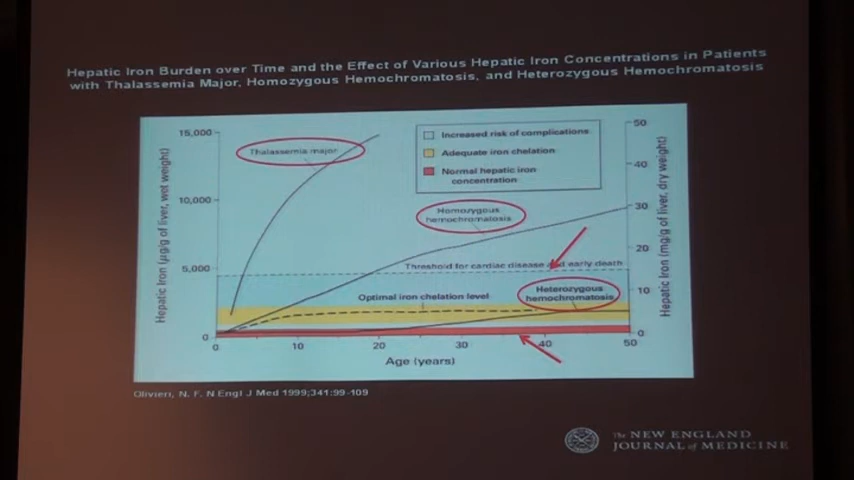 Hepatic Iron Burden over Time and the Effect of Various Hepatic Iron Concentrations in Patients
with Thalassemia Major, Homozygous Hemochromatosis, and Heterozygous Hemochromatosis
15,000
10,000
5,000
0
Hepatic Iron (µg/g of liver, wet weight)
Thalassemia major
Increased risk of complications
Adequate iron chelation
Normal hepatic iron
concentration
Homozygous
hemochromatosis
Threshold for cardiac disease and early death
Optimal iron chelation level
Heterozygous
hemochromatosis
50
40
30
20
10
0
Hepatic Iron (mg/g of liver, dry weight)
0
10
20
30
40
50
Age (years)
Olivieri, N. F. N Engl J Med 1999;341:99-109
The NEW ENGLAND
JOURNAL of MEDICINE